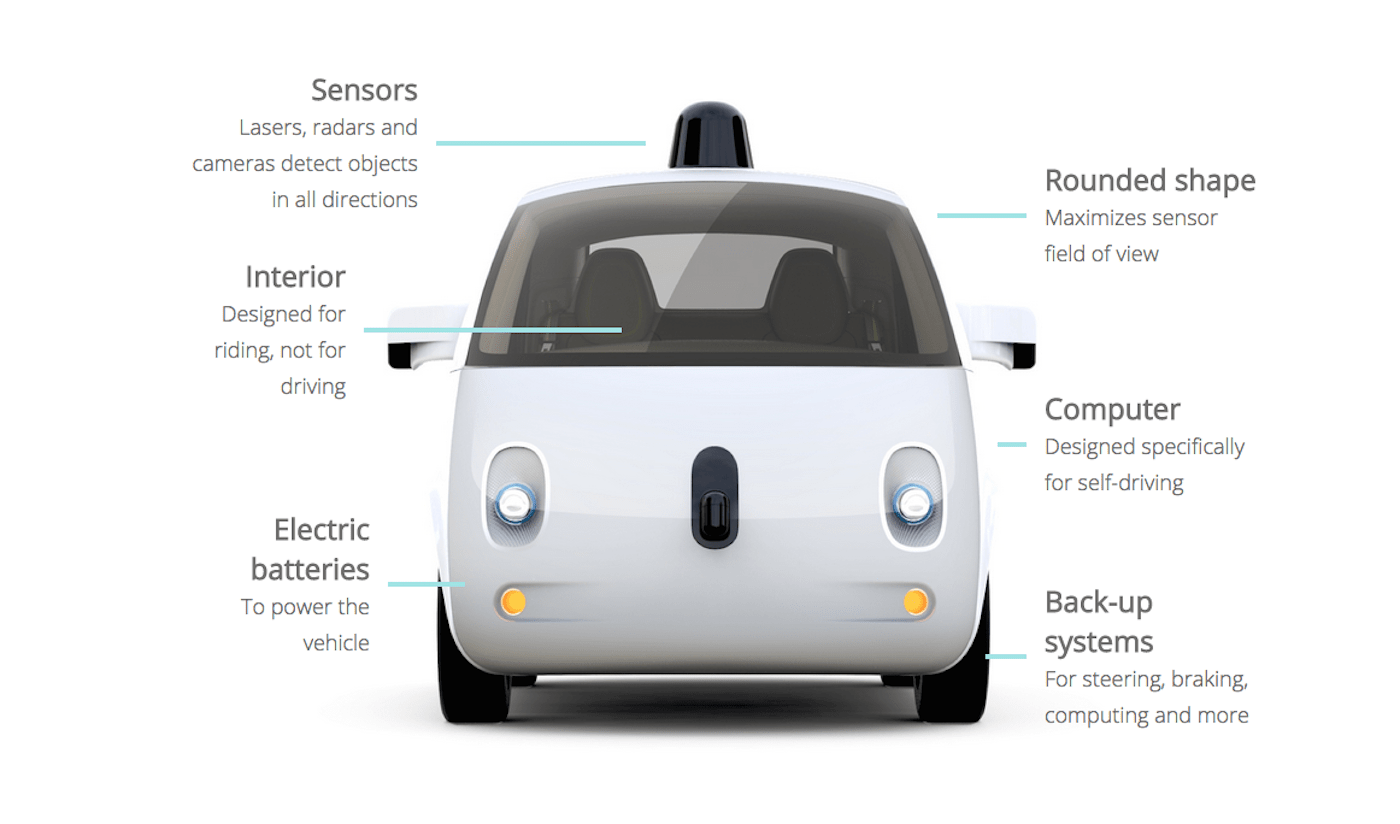 Sensors
Lasers, radars and
cameras detect objects
in all directions
Interior
Designed for
riding, not for
driving
Electric
batteries
To power the
vehicle
Rounded shape
Maximizes sensor
field of view
Computer
Designed specifically
for self-driving
Back-up
systems
For steering, braking,
computing and more